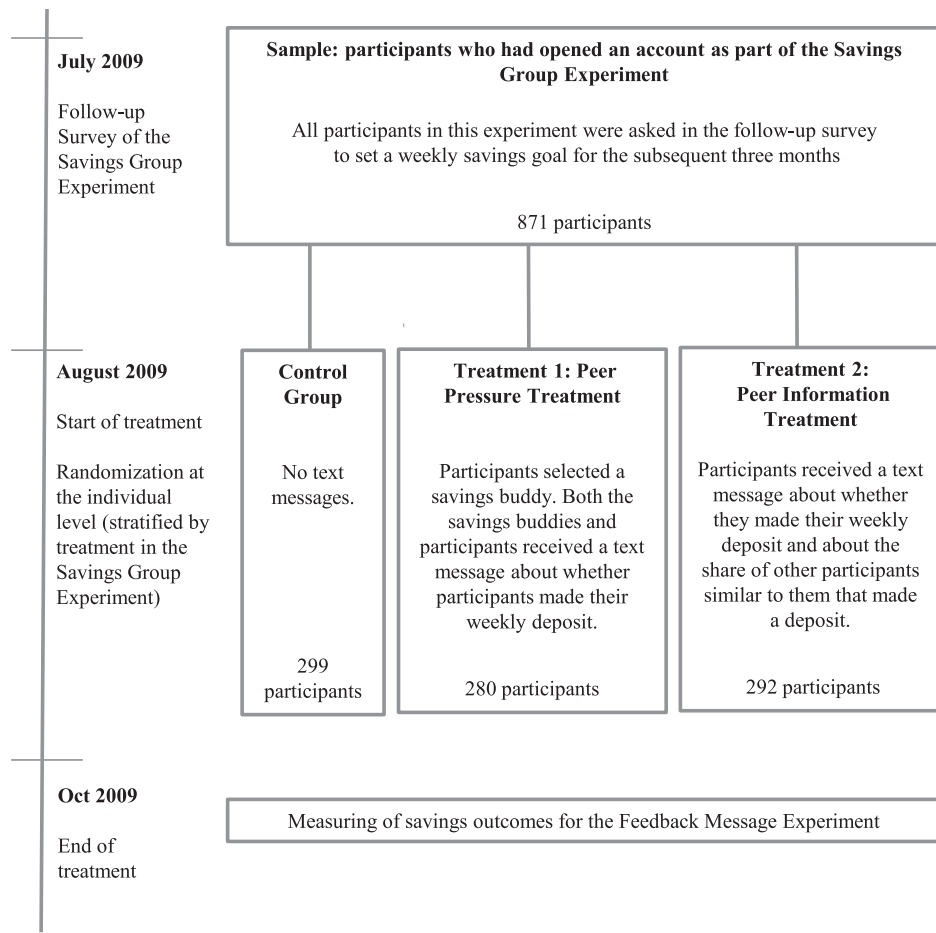 July 2009
Follow-up
Survey of the
Savings Group
Experiment
Sample: participants who had opened an account as part of the Savings
Group Experiment
All participants in this experiment were asked in the follow-up survey
to set a weekly savings goal for the subsequent three months
871 participants
August 2009
Start of treatment
Randomization at
the individual
level (stratified by
treatment in the
Savings Group
Experiment)
Control
Group
No text
messages.
299
participants
Treatment 1: Peer
Pressure Treatment
Participants selected a
savings buddy. Both the
savings buddies and
participants received a text
message about whether
participants made their
weekly deposit.
280 participants
Treatment 2:
Peer Information
Treatment
Participants received a text
message about whether
they made their weekly
deposit and about the
share of other participants
similar to them that made
a deposit.
292 participants
Oct 2009
End of
treatment
Measuring of savings outcomes for the Feedback Message Experiment